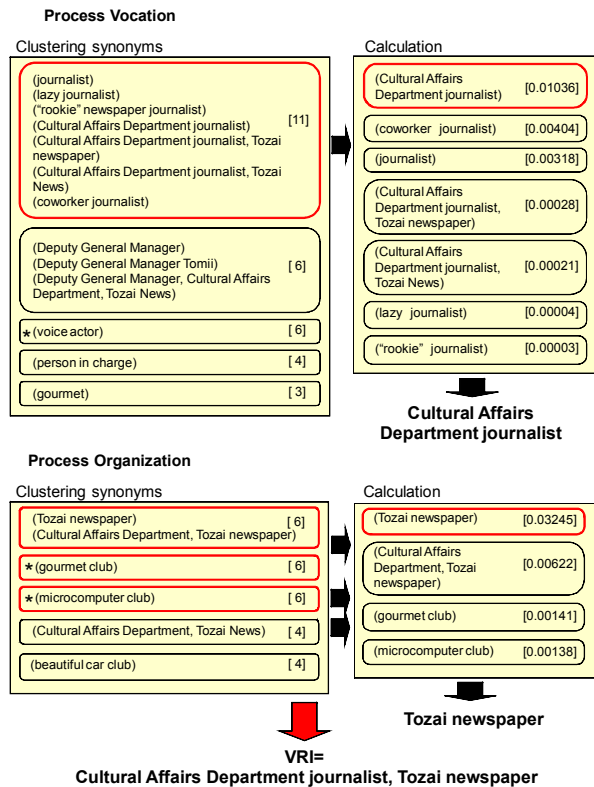 Process Vocation
Clustering synonyms
(journalist)
(lazy journalist)
(“rookie” newspaper journalist)
(Cultural Affairs Department journalist)
(Cultural Affairs Department journalist, Tozai
newspaper)
(Cultural Affairs Department journalist, Tozai
News)
(coworker journalist)
[11]
(Deputy General Manager)
(Deputy General Manager Tomii)
(Deputy General Manager, Cultural Affairs
Department, Tozai News)
[ 6]
*(voice actor) [ 6]
(person in charge) [ 4]
(gourmet) [ 3]
Calculation
(Cultural Affairs
Department journalist) [0.01036]
(coworker journalist) [0.00404]
(journalist) [0.00318]
(Cultural Affairs
Department journalist,
Tozai newspaper)
[0.00028]
(Cultural Affairs
Department journalist,
Tozai News)
[0.00021]
(lazy journalist) [0.00004]
(“rookie” journalist) [0.00003]
Cultural Affairs
Department journalist
Process Organization
Clustering synonyms
(Tozai newspaper) [ 6]
(Cultural Affairs Department, Tozai newspaper)
*(gourmet club) [ 6]
*(microcomputer club) [ 6]
(Cultural Affairs Department, Tozai News) [ 4]
(beautiful car club) [ 4]
Calculation
(Tozai newspaper) [0.03245]
(Cultural Affairs
Department, Tozai
newspaper)
[0.00622]
(gourmet club) [0.00141]
(microcomputer club) [0.00138]
Tozai newspaper
VRI=
Cultural Affairs Department journalist, Tozai newspaper